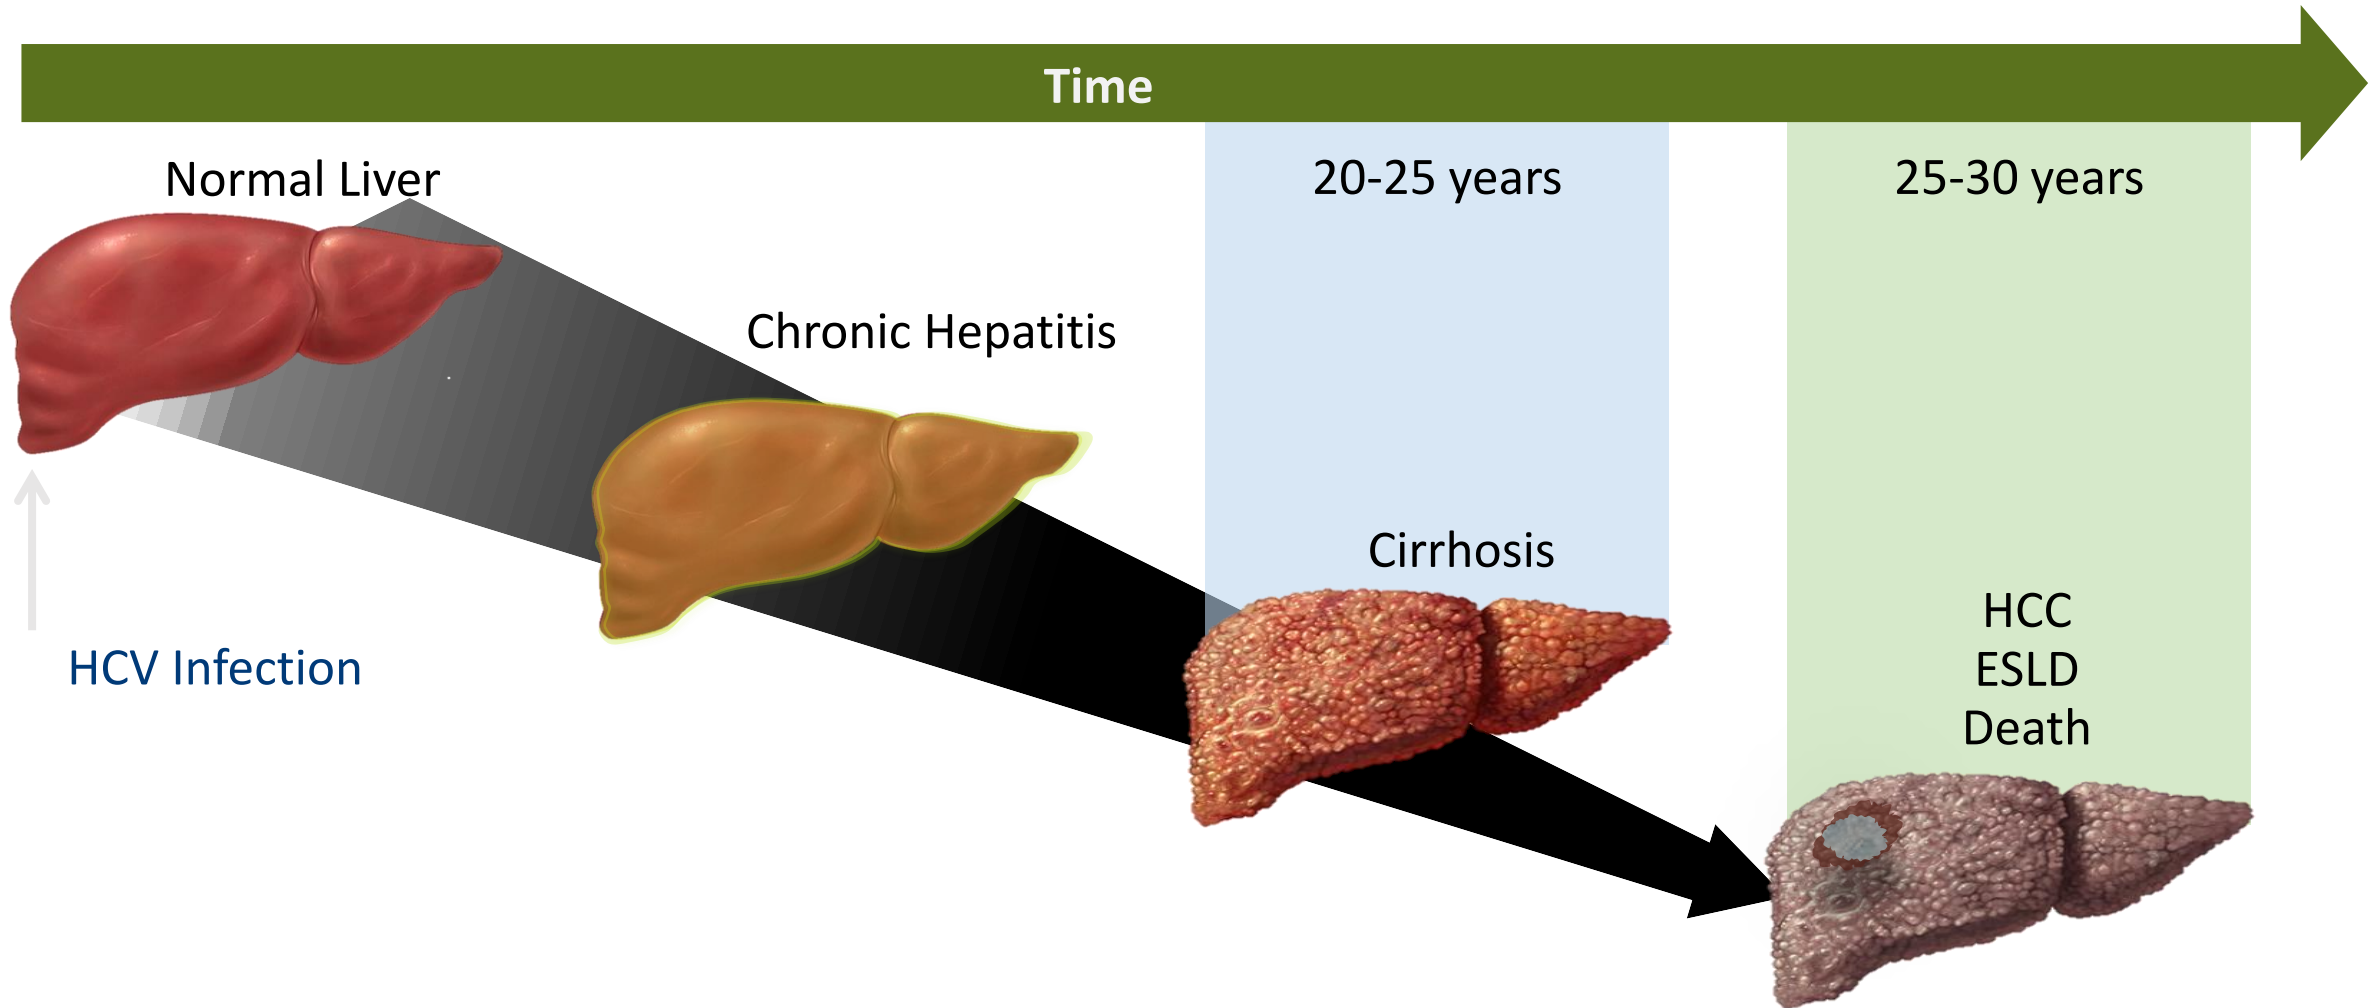 Time
Normal Liver
20-25 years
25-30 years
Chronic Hepatitis
Cirrhosis
HCC
ESLD
Death
HCV Infection